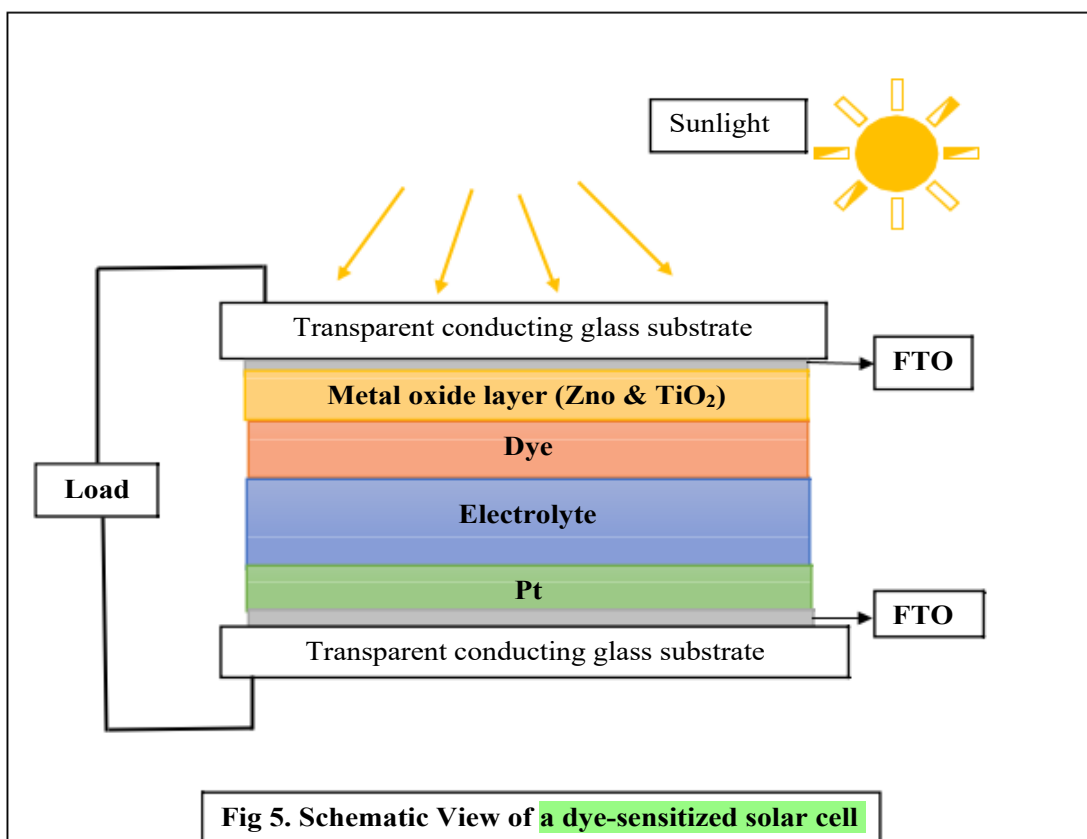 Sunlight
Transparent conducting glass substrate
FTO
Metal oxide layer (Zno & TiO₂)
Dye
Load
Electrolyte
Pt
FTO
Transparent conducting glass substrate
Fig 5. Schematic View of a dye-sensitized solar cell